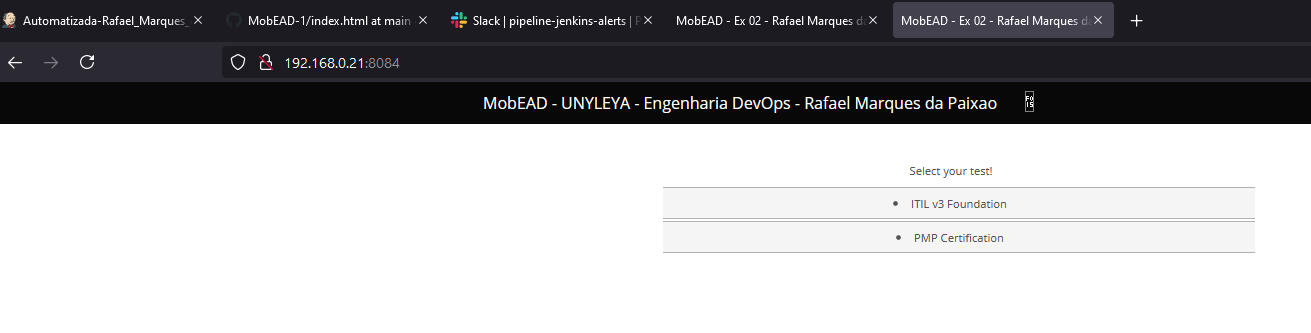 Automatizada-Rafael_Marques_
MobEAD-1/index.html at main
Slack | pipeline-jenkins-alerts | P
MobEAD - Ex 02 - Rafael Marques da
MobEAD - Ex 02 - Rafael Marques da
192.168.0.21:8084
MobEAD - UNYLEYA - Engenharia DevOps - Rafael Marques da Paixao
Select your test!
• ITIL v3 Foundation
• PMP Certification